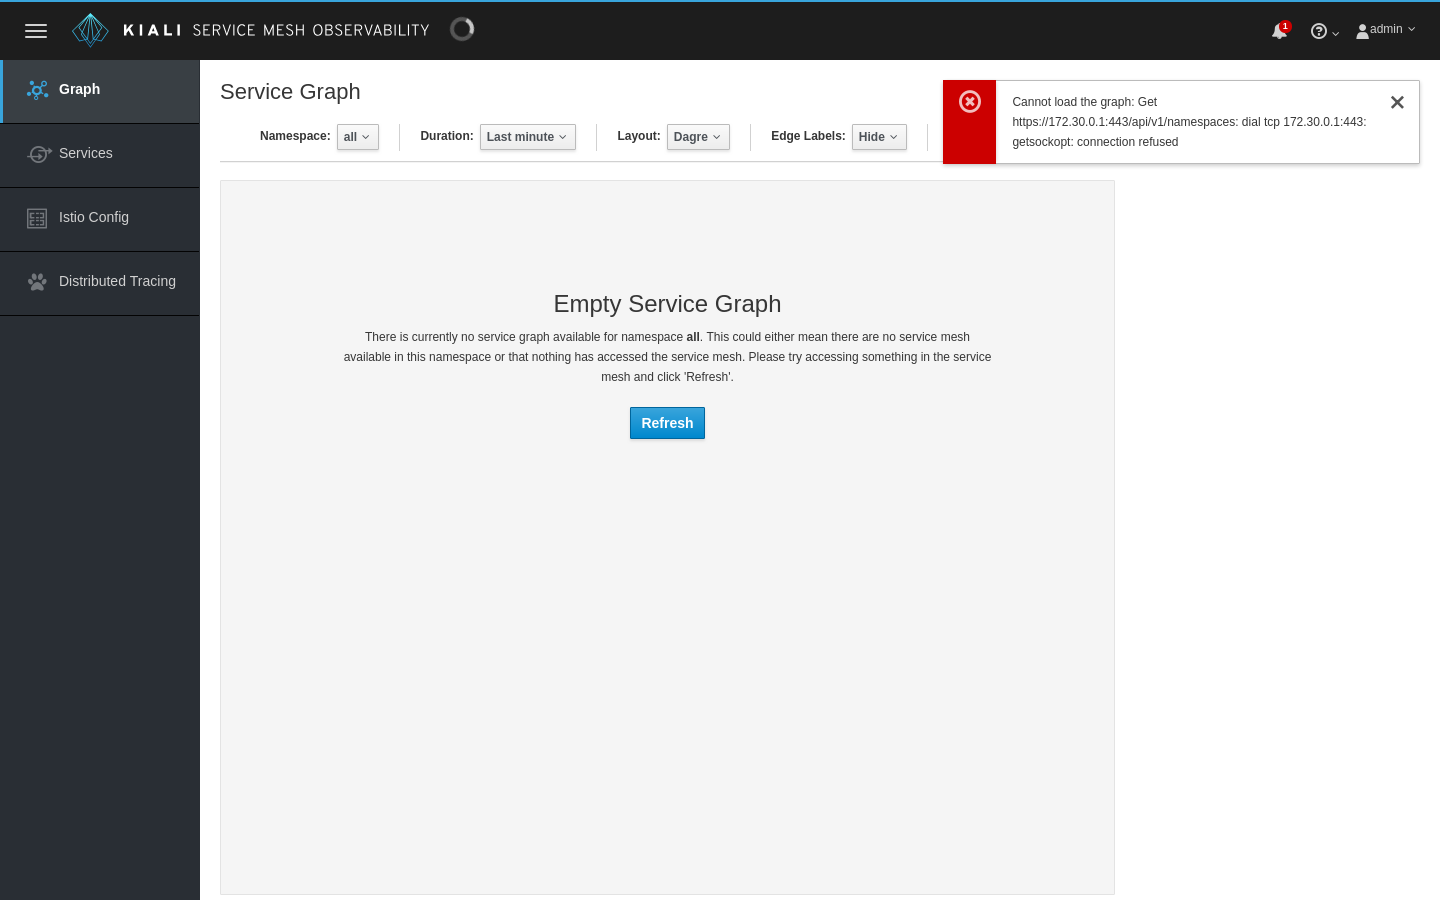 KIALI SERVICE MESH OBSERVABILITY
1
admin
Graph
Services
Istio Config
Distributed Tracing
Service Graph
Namespace: all Duration: Last minute Layout: Dagre Edge Labels: Hide
Cannot load the graph: Get
https://172.30.0.1:443/api/v1/namespaces: dial tcp 172.30.0.1:443:
getsockopt: connection refused
Empty Service Graph
There is currently no service graph available for namespace all. This could either mean there are no service mesh
available in this namespace or that nothing has accessed the service mesh. Please try accessing something in the service
mesh and click 'Refresh'.
Refresh